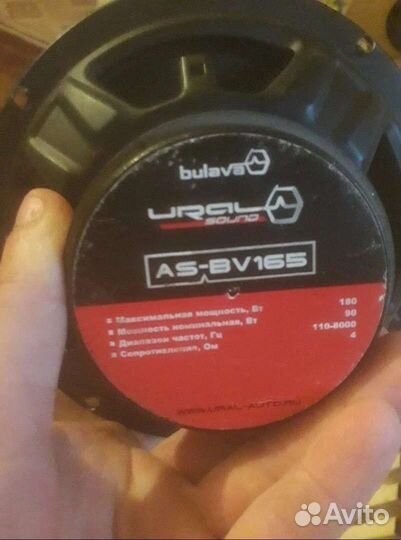 bulava
URAL
SOUND
AS-BV165
Максимальная мощность, Вт 180
Мощность номинальная, Вт 90
Диапазон частот, Гц 110-8000
Сопротивление, Ом 4
WWW.URAL-AUTO.RU
Avito